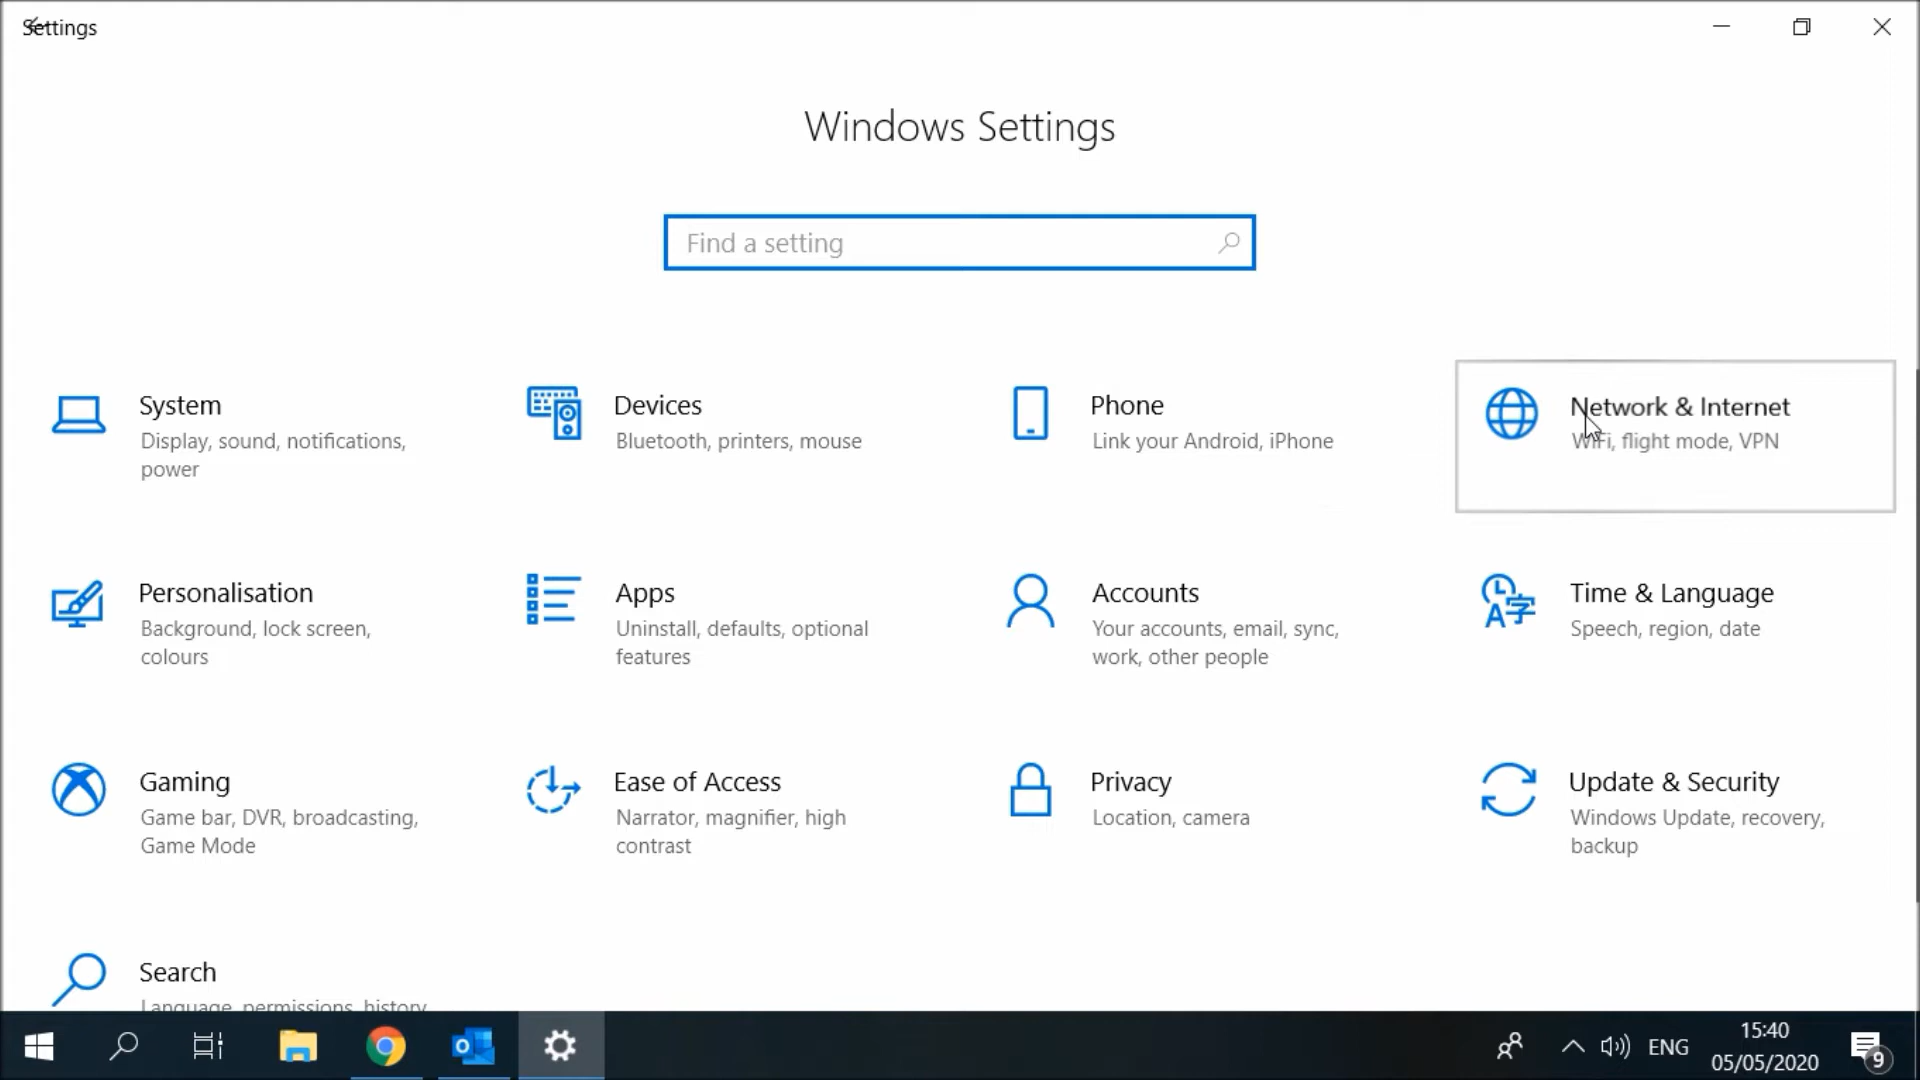 Settings
Windows Settings
Find a setting
System
Display, sound, notifications,
power
Devices
Bluetooth, printers, mouse
Phone
Link your Android, iPhone
Network & Internet
WiFi, flight mode, VPN
Personalisation
Background, lock screen,
colours
Apps
Uninstall, defaults, optional
features
Accounts
Your accounts, email, sync,
work, other people
Time & Language
Speech, region, date
Gaming
Game bar, DVR, broadcasting,
Game Mode
Ease of Access
Narrator, magnifier, high
contrast
Privacy
Location, camera
Update & Security
Windows Update, recovery,
backup
Search
Language, permissions, history
ENG
15:40
05/05/2020
9